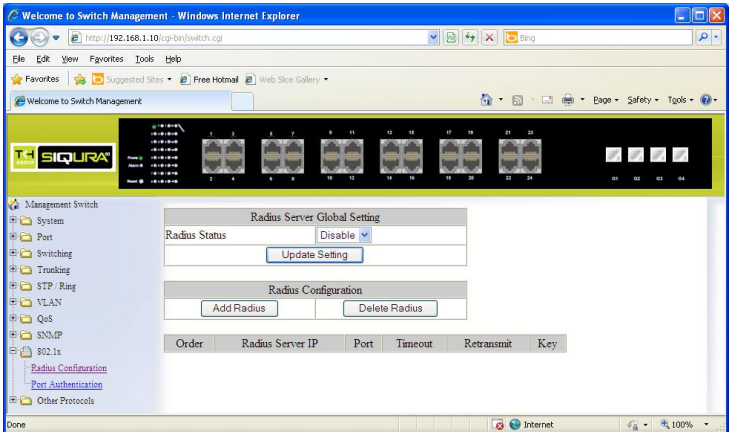 Welcome to Switch Management - Windows Internet Explorer
http://192.168.1.10/cgi-bin/switch.cgi
Bing
File Edit View Favorites Tools Help
Favorites Suggested Sites Free Hotmail Web Slice Gallery
Welcome to Switch Management
Page Safety Tools
1 3 5 7 9 11 13 15 17 19 21 23
TKH GROUP SIQURA®
Power
Alarm
Reset
2 4 6 8 10 12 14 16 18 20 22 24 G1 G2 G3 G4
Management Switch
System
Port
Switching
Trunking
STP / Ring
VLAN
QoS
SNMP
802.1x
Radius Configuration
Port Authentication
Other Protocols
Radius Server Global Setting
Radius Status Disable
Update Setting
Radius Configuration
Add Radius Delete Radius
Order Radius Server IP Port Timeout Retransmit Key
Done Internet 100%